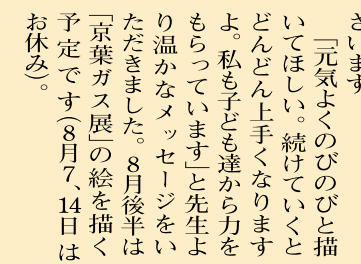 さいます
「元気よくのびのびと描
いてほしい。続けていくと
どんどん上手くなります
よ。私も子ども達から力を
もらっています」と先生よ
り温かなメッセージをい
ただきました。8月後半は
「京葉ガス展」の絵を描く
予定です(8月7、14日は
お休み)。